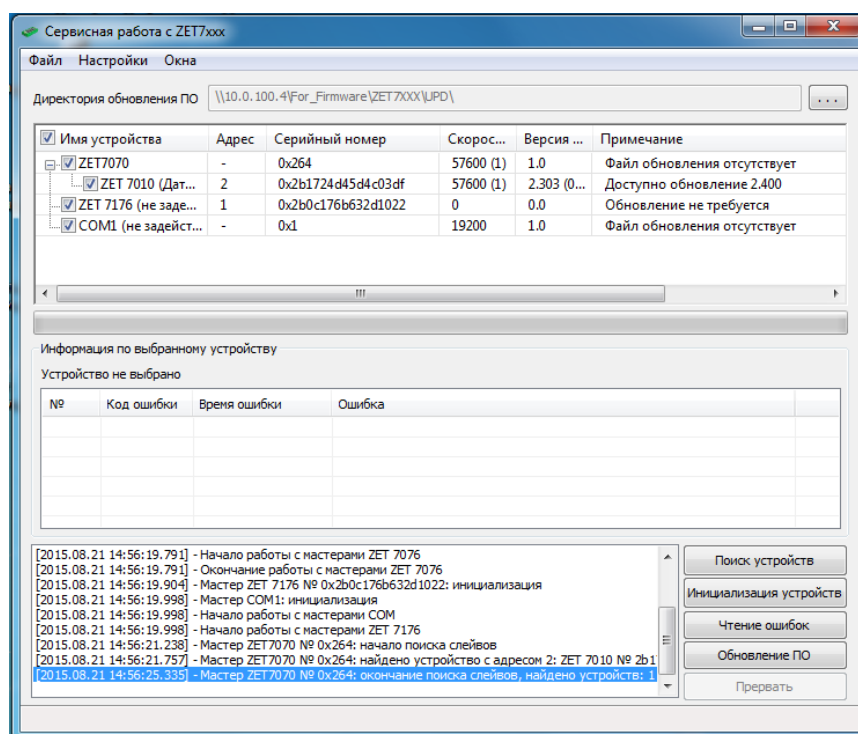 Сервисная работа с ZET7xxx
Файл Настройки Окна
Директория обновления ПО \\10.0.100.4\For_Firmware\ZET7XXX\UPD\ ...
Имя устройства Адрес Серийный номер Скорос... Версия ... Примечание
ZET7070 - 0x264 57600 (1) 1.0 Файл обновления отсутствует
ZET 7010 (Дат... 2 0x2b1724d45d4c03df 57600 (1) 2.303 (0... Доступно обновление 2.400
ZET 7176 (не заде... 1 0x2b0c176b632d1022 0 0.0 Обновление не требуется
COM1 (не задейст... - 0x1 19200 1.0 Файл обновления отсутствует
Информация по выбранному устройству
Устройство не выбрано
№ Код ошибки Время ошибки Ошибка
[2015.08.21 14:56:19.791] - Начало работы с мастерами ZET 7076
[2015.08.21 14:56:19.791] - Окончание работы с мастерами ZET 7076
[2015.08.21 14:56:19.904] - Мастер ZET 7176 № 0x2b0c176b632d1022: инициализация
[2015.08.21 14:56:19.998] - Мастер COM1: инициализация
[2015.08.21 14:56:19.998] - Начало работы с мастерами COM
[2015.08.21 14:56:19.998] - Начало работы с мастерами ZET 7176
[2015.08.21 14:56:21.238] - Мастер ZET7070 № 0x264: начало поиска слейвов
[2015.08.21 14:56:21.757] - Мастер ZET7070 № 0x264: найдено устройство с адресом 2: ZET 7010 № 2b1
[2015.08.21 14:56:25.335] - Мастер ZET7070 № 0x264: окончание поиска слейвов, найдено устройств: 1
Поиск устройств
Инициализация устройств
Чтение ошибок
Обновление ПО
Прервать